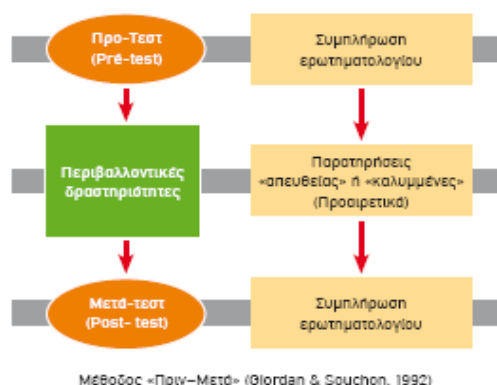 Προ-Τεστ
(Pré-test)
Συμπλήρωση
ερωτηματολογίου
Περιβαλλοντικές
δραστηριότητες
Παρατηρήσεις
«απευθείας» ή «καλυμμένες»
(Προαιρετικά)
Μετά-τεστ
(Post- test)
Συμπλήρωση
ερωτηματολογίου
Μέθοδος «Πριν–Μετά» (Giordan & Souchon, 1992)